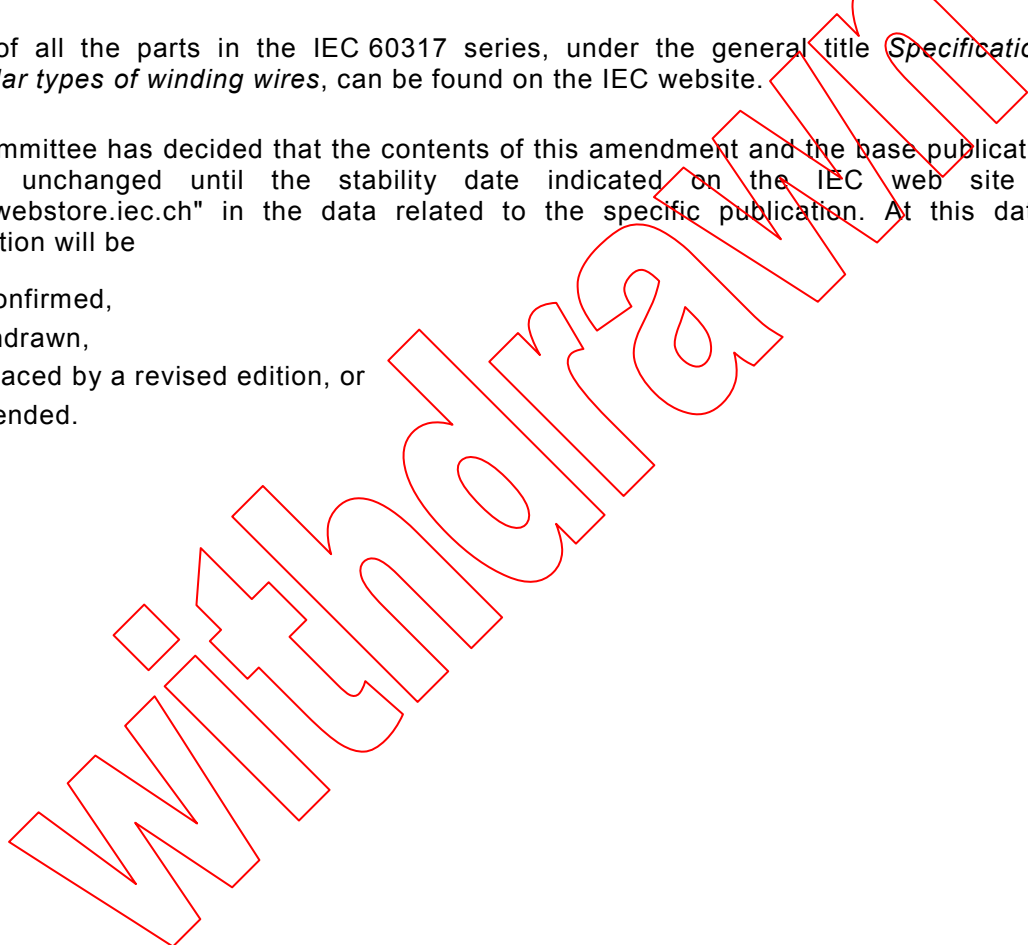 of all the parts in the IEC 60317 series, under the general title Specificatio
lar types of winding wires, can be found on the IEC website.
mmittee has decided that the contents of this amendment and the base publicat
unchanged until the stability date indicated on the IEC web site
webstore.iec.ch" in the data related to the specific publication. At this dat
tion will be
onfirmed,
ndrawn,
laced by a revised edition, or
ended.
withdrawn